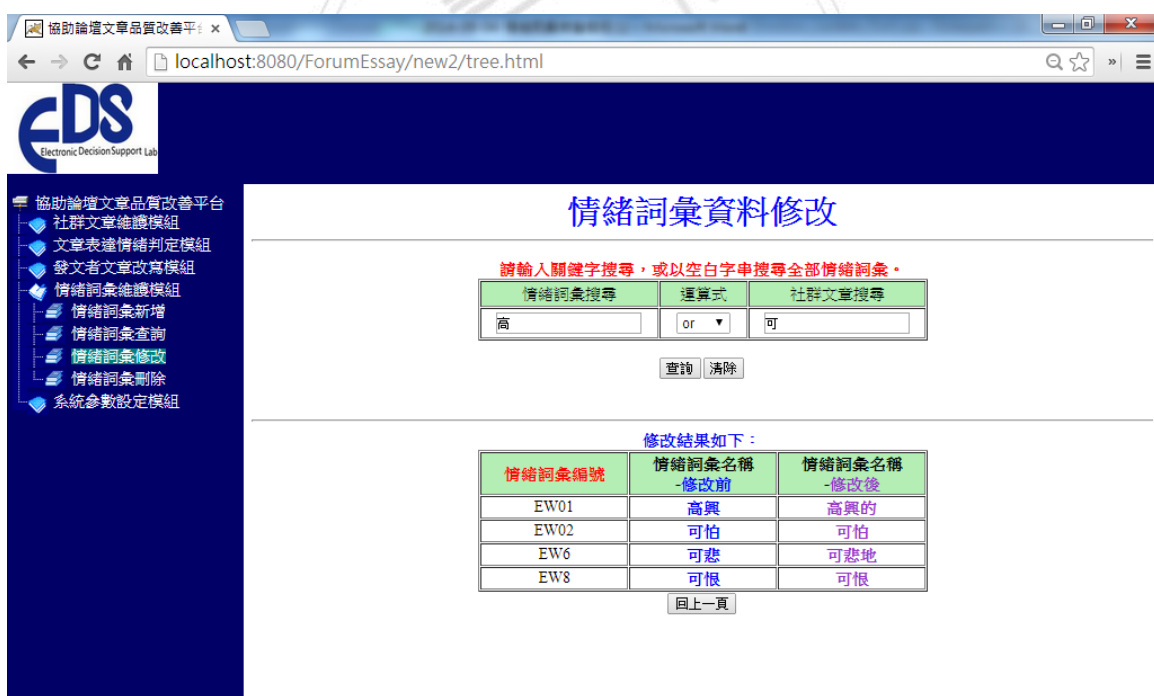 協助論壇文章品質改善平
localhost:8080/ForumEssay/new2/tree.html
EDS
Electronic Decision Support Lab
協助論壇文章品質改善平台
社群文章維護模組
文章表達情緒判定模組
發文者文章改寫模組
情緒詞彙維護模組
情緒詞彙新增
情緒詞彙查詢
情緒詞彙修改
情緒詞彙刪除
系統參數設定模組
情緒詞彙資料修改
請輸入關鍵字搜尋，或以空白字串搜尋全部情緒詞彙。
情緒詞彙搜尋 運算式 社群文章搜尋
高 or 可
查詢 清除
修改結果如下：
情緒詞彙編號 情緒詞彙名稱-修改前 情緒詞彙名稱-修改後
EW01 高興 高興的
EW02 可怕 可怕
EW6 可悲 可悲地
EW8 可恨 可恨
回上一頁